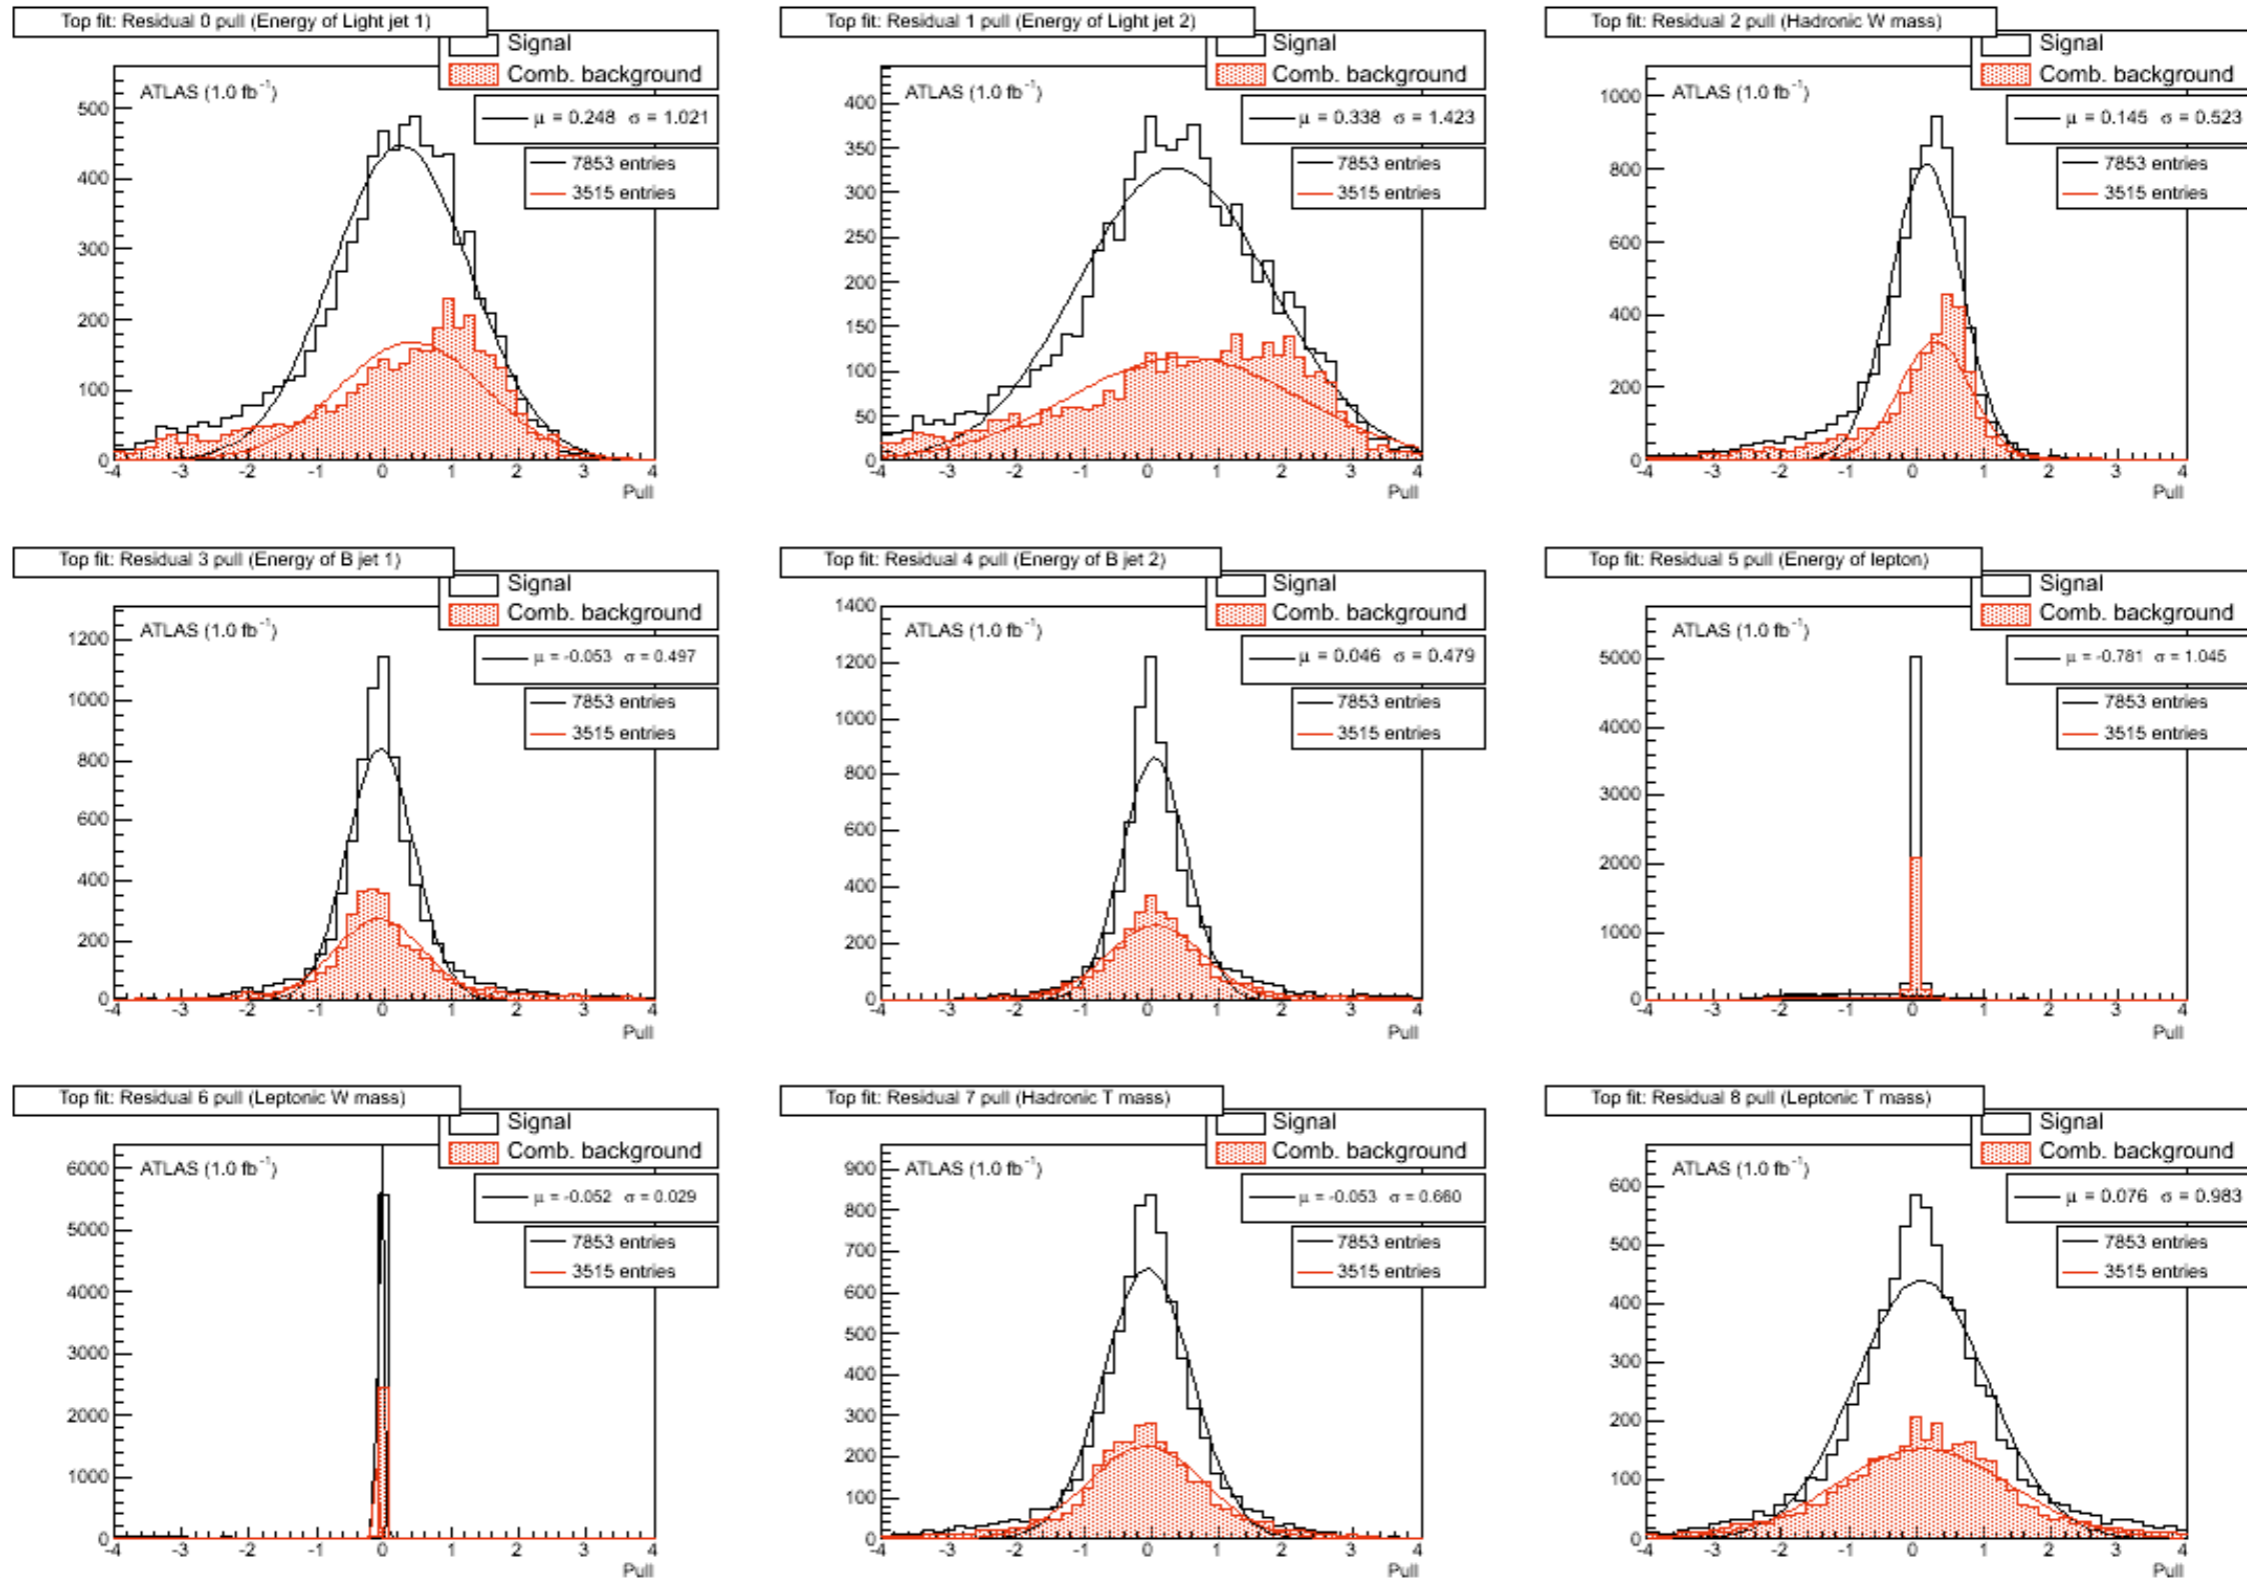 Top fit: Residual 0 pull (Energy of Light jet 1)
Signal
Comb. background
ATLAS (1.0 fb⁻¹)
μ = 0.248 σ = 1.021
7853 entries
3515 entries
500
400
300
200
100
0
-4 -3 -2 -1 0 1 2 3 4
Pull
Top fit: Residual 1 pull (Energy of Light jet 2)
Signal
Comb. background
ATLAS (1.0 fb⁻¹)
μ = 0.338 σ = 1.423
7853 entries
3515 entries
400
350
300
250
200
150
100
50
0
-4 -3 -2 -1 0 1 2 3 4
Pull
Top fit: Residual 2 pull (Hadronic W mass)
Signal
Comb. background
ATLAS (1.0 fb⁻¹)
μ = 0.145 σ = 0.523
7853 entries
3515 entries
1000
800
600
400
200
0
-4 -3 -2 -1 0 1 2 3 4
Pull
Top fit: Residual 3 pull (Energy of B jet 1)
Signal
Comb. background
ATLAS (1.0 fb⁻¹)
μ = -0.053 σ = 0.497
7853 entries
3515 entries
1200
1000
800
600
400
200
0
-4 -3 -2 -1 0 1 2 3 4
Pull
Top fit: Residual 4 pull (Energy of B jet 2)
Signal
Comb. background
ATLAS (1.0 fb⁻¹)
μ = 0.046 σ = 0.479
7853 entries
3515 entries
1400
1200
1000
800
600
400
200
0
-4 -3 -2 -1 0 1 2 3 4
Pull
Top fit: Residual 5 pull (Energy of lepton)
Signal
Comb. background
ATLAS (1.0 fb⁻¹)
μ = -0.781 σ = 1.045
7853 entries
3515 entries
5000
4000
3000
2000
1000
0
-4 -3 -2 -1 0 1 2 3 4
Pull
Top fit: Residual 6 pull (Leptonic W mass)
Signal
Comb. background
ATLAS (1.0 fb⁻¹)
μ = -0.052 σ = 0.029
7853 entries
3515 entries
6000
5000
4000
3000
2000
1000
0
-4 -3 -2 -1 0 1 2 3 4
Pull
Top fit: Residual 7 pull (Hadronic T mass)
Signal
Comb. background
ATLAS (1.0 fb⁻¹)
μ = -0.053 σ = 0.660
7853 entries
3515 entries
900
800
700
600
500
400
300
200
100
0
-4 -3 -2 -1 0 1 2 3 4
Pull
Top fit: Residual 8 pull (Leptonic T mass)
Signal
Comb. background
ATLAS (1.0 fb⁻¹)
μ = 0.076 σ = 0.983
7853 entries
3515 entries
600
500
400
300
200
100
0
-4 -3 -2 -1 0 1 2 3 4
Pull